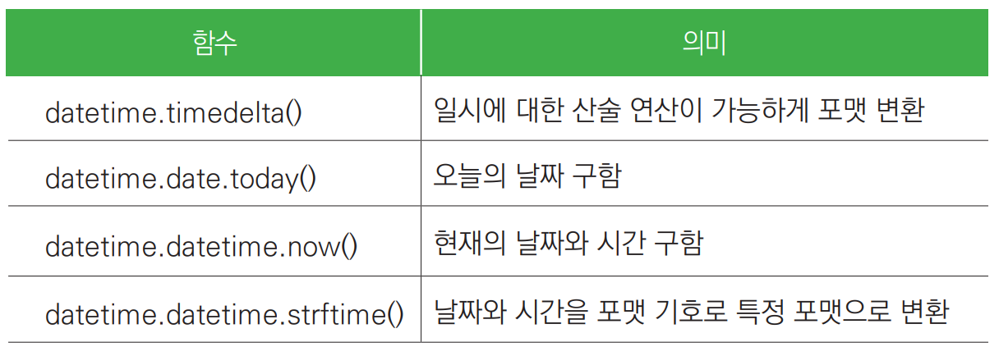 함수 의미
datetime.timedelta() 일시에 대한 산술 연산이 가능하게 포맷 변환
datetime.date.today() 오늘의 날짜 구함
datetime.datetime.now() 현재의 날짜와 시간 구함
datetime.datetime.strftime() 날짜와 시간을 포맷 기호로 특정 포맷으로 변환